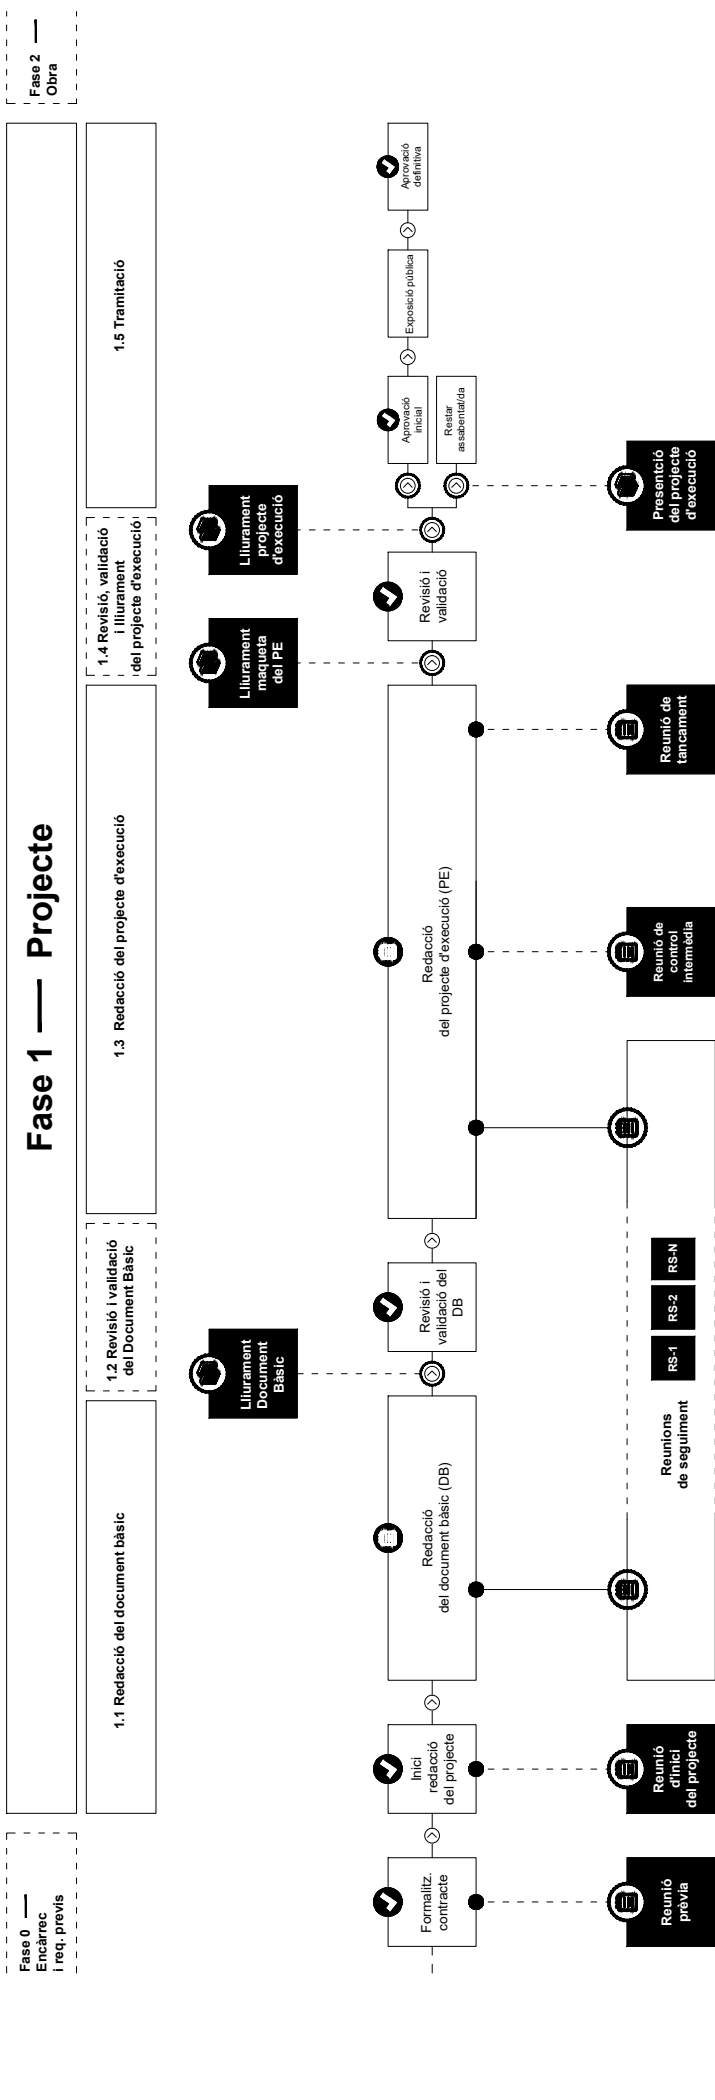 Fase 0 —
Encàrrec
i req. previs
Fase 1 — Projecte
Fase 2 —
Obra
1.1 Redacció del document bàsic
1.2 Revisió i validació
del Document Bàsic
1.3 Redacció del projecte d'execució
1.4 Revisió, validació
i lliurament
del projecte d'execució
1.5 Tramitació
Lliurament
Document
Bàsic
Lliurament
maqueta
del PE
Lliurament
projecte
d'execució
Formalitz.
contracte
Inici
redacció
del projecte
Redacció
del document bàsic (DB)
Revisió i
validació del
DB
Redacció
del projecte d'execució (PE)
Revisió i
validació
Aprovació
inicial
Restar
assabentat/da
Exposició pública
Aprovació
definitiva
Reunió
prèvia
Reunió
d'inici
del projecte
Reunions
de seguiment
RS-1
RS-2
RS-N
Reunió de
control
intermèdia
Reunió de
tancament
Presentció
del projecte
d'execució